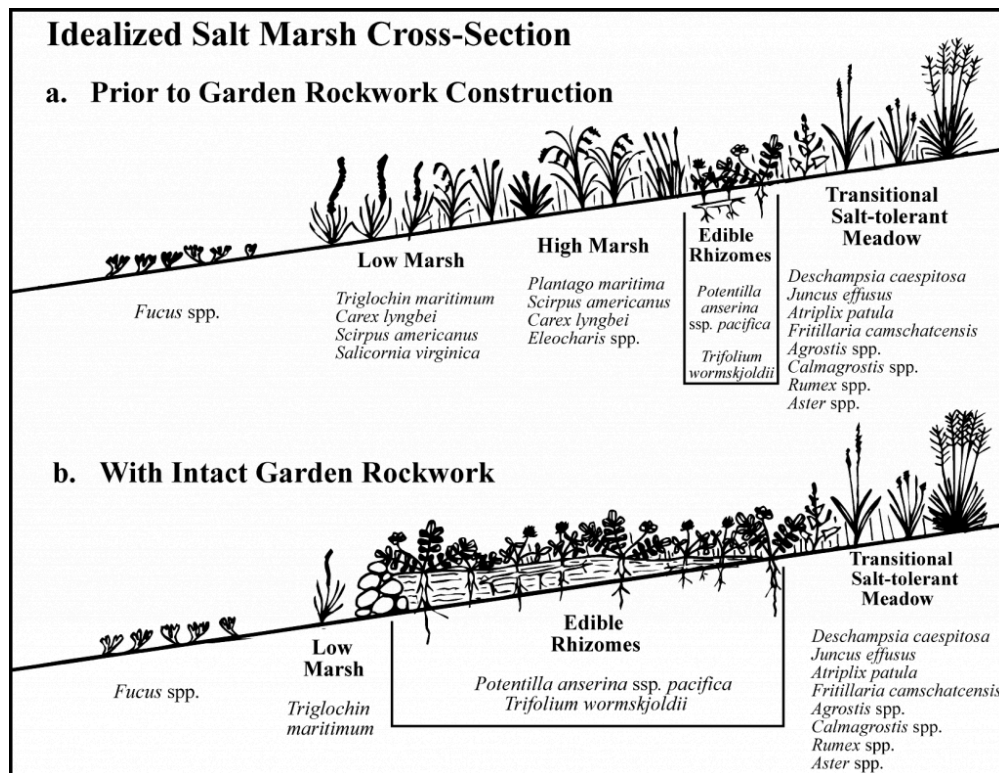 Idealized Salt Marsh Cross-Section
a. Prior to Garden Rockwork Construction
Fucus spp.
Low Marsh
Triglochin maritimum
Carex lyngbei
Scirpus americanus
Salicornia virginica
High Marsh
Plantago maritima
Scirpus americanus
Carex lyngbei
Eleocharis spp.
Edible
Rhizomes
Potentilla
anserina
ssp. pacifica
Trifolium
wormskjoldii
Transitional
Salt-tolerant
Meadow
Deschampsia caespitosa
Juncus effusus
Atriplix patula
Fritillaria camschatcensis
Agrostis spp.
Calmagrostis spp.
Rumex spp.
Aster spp.
b. With Intact Garden Rockwork
Fucus spp.
Low
Marsh
Triglochin
maritimum
Edible
Rhizomes
Potentilla anserina ssp. pacifica
Trifolium wormskjoldii
Transitional
Salt-tolerant
Meadow
Deschampsia caespitosa
Juncus effusus
Atriplix patula
Fritillaria camschatcensis
Agrostis spp.
Calmagrostis spp.
Rumex spp.
Aster spp.